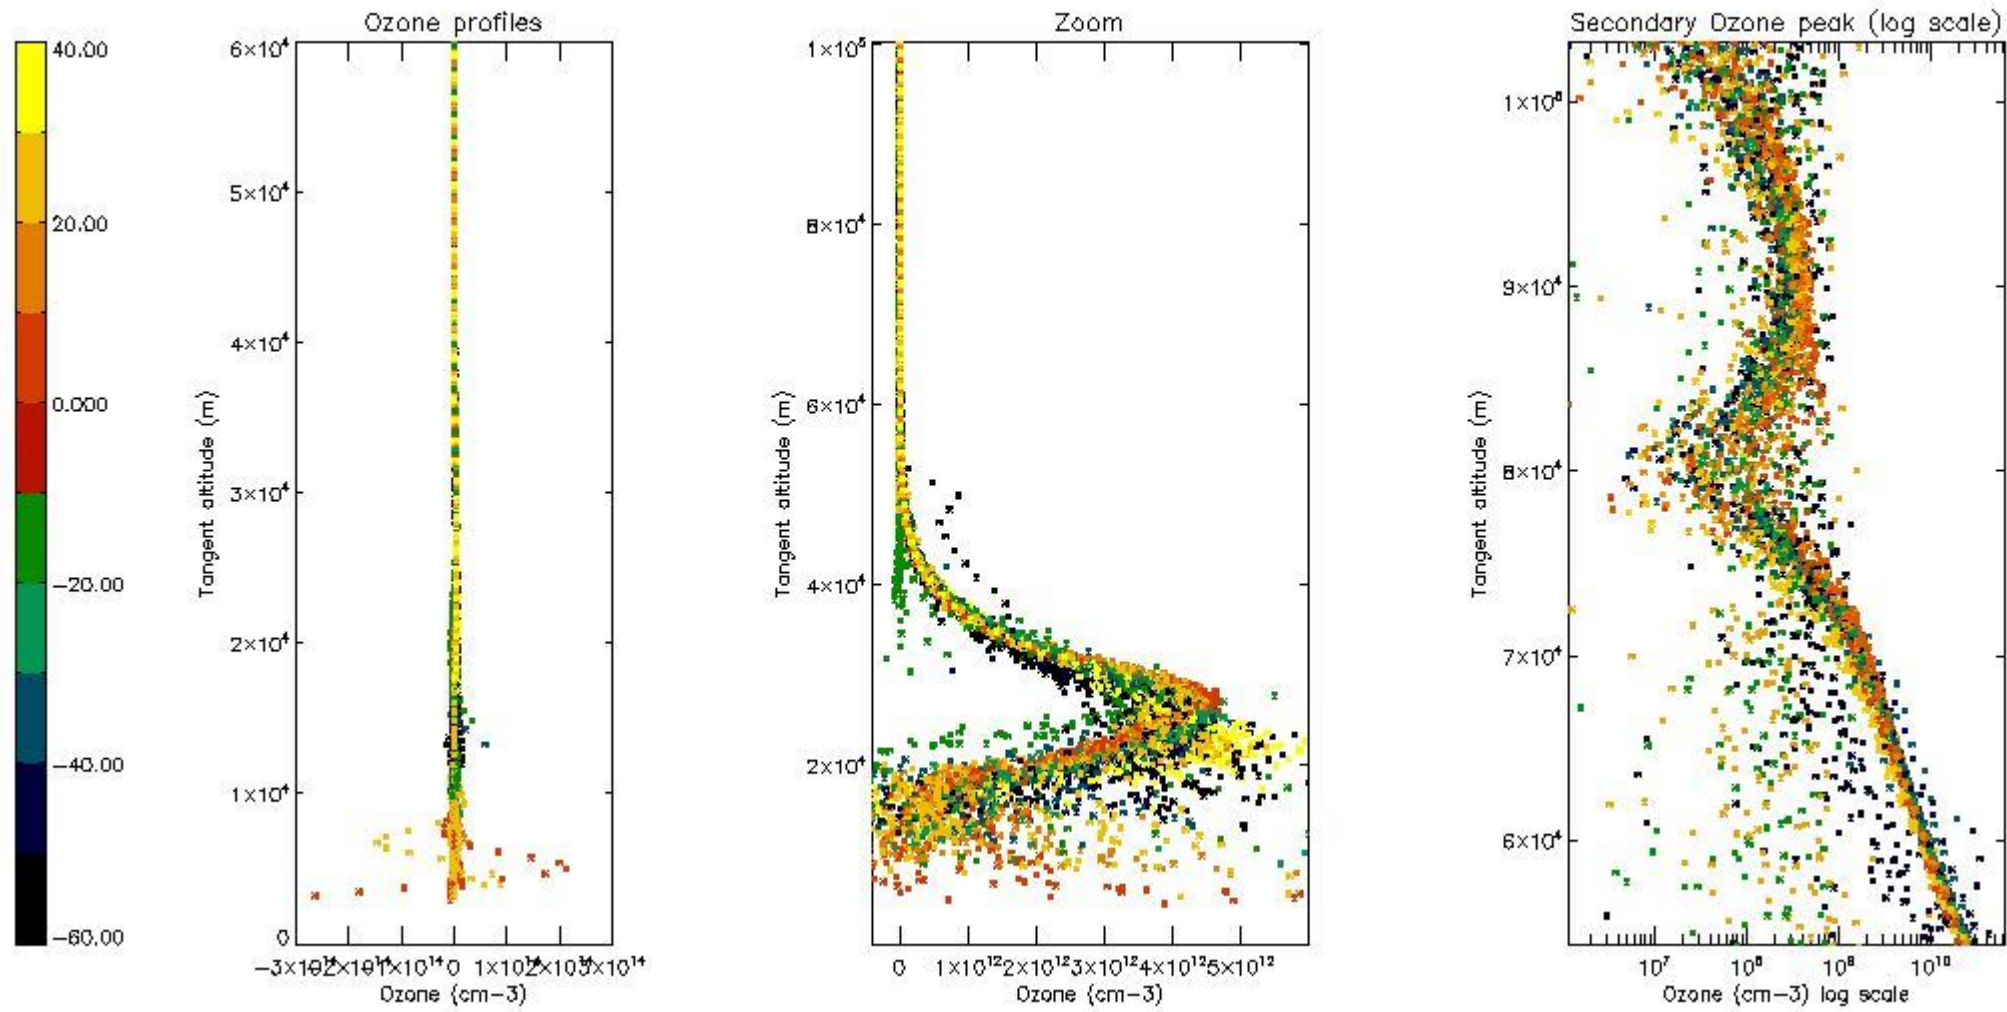 Ozone profiles
Zoom
Secondary Ozone peak (log scale)
40.00
20.00
0.000
−20.00
−40.00
−60.00
6×10⁴
5×10⁴
4×10⁴
3×10⁴
2×10⁴
1×10⁴
0
Tangent altitude (m)
0
1×10¹⁴
Ozone (cm−3)
1×10⁵
8×10⁴
6×10⁴
4×10⁴
2×10⁴
Tangent altitude (m)
0 1×10¹² 2×10¹² 3×10¹² 4×10¹² 5×10¹²
Ozone (cm−3)
9×10⁴
8×10⁴
7×10⁴
6×10⁴
Tangent altitude (m)
10⁷ 10⁸ 10⁹ 10¹⁰
Ozone (cm−3) log scale